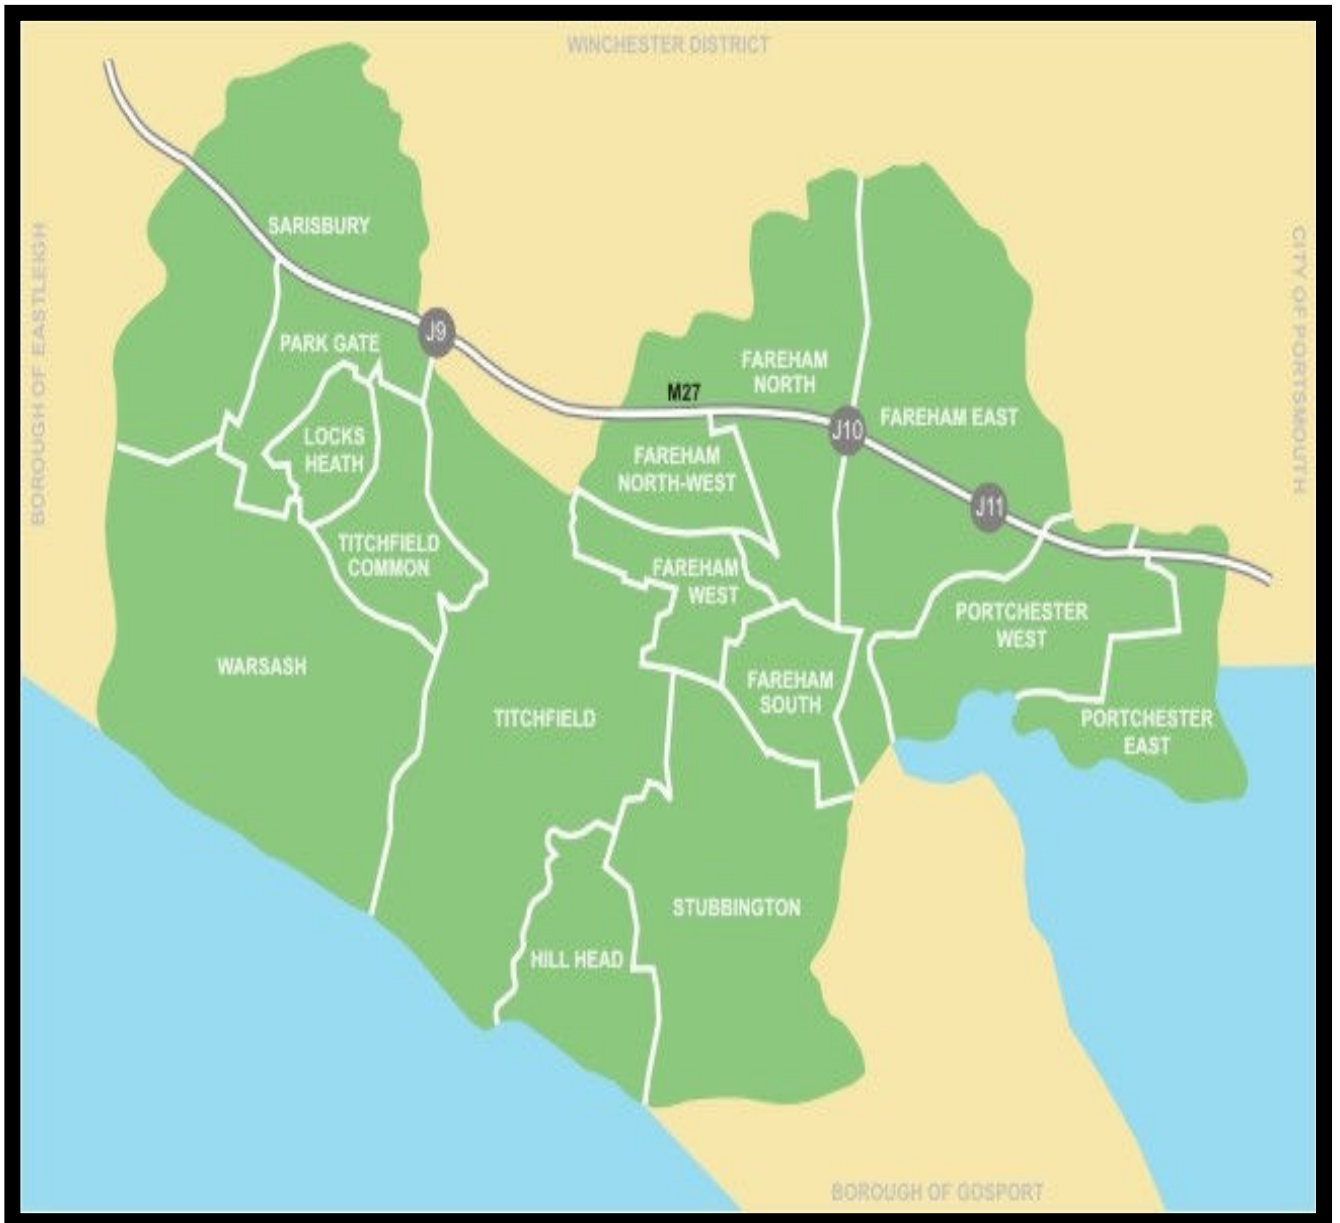 WINCHESTER DISTRICT
SARISBURY
BOROUGH OF EASTLEIGH
CITY OF PORTSMOUTH
J9
PARK GATE
FAREHAM
NORTH
M27
FAREHAM EAST
J10
LOCKS
HEATH
FAREHAM
NORTH-WEST
J11
TITCHFIELD
COMMON
FAREHAM
WEST
PORTCHESTER
WEST
WARSASH
FAREHAM
SOUTH
TITCHFIELD
PORTCHESTER
EAST
STUBBINGTON
HILL HEAD
BOROUGH OF GOSPORT